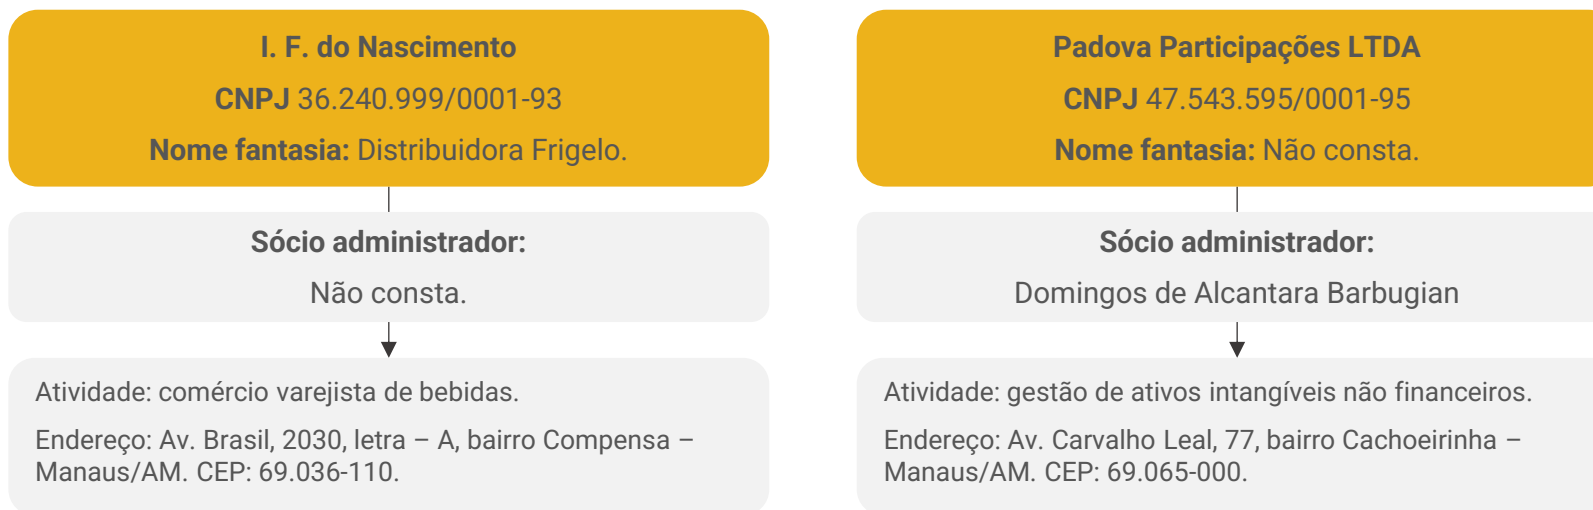 I. F. do Nascimento
CNPJ 36.240.999/0001-93
Nome fantasia: Distribuidora Frigelo.
Sócio administrador:
Não consta.
Atividade: comércio varejista de bebidas.
Endereço: Av. Brasil, 2030, letra – A, bairro Compensa –
Manaus/AM. CEP: 69.036-110.
Padova Participações LTDA
CNPJ 47.543.595/0001-95
Nome fantasia: Não consta.
Sócio administrador:
Domingos de Alcantara Barbugian
Atividade: gestão de ativos intangíveis não financeiros.
Endereço: Av. Carvalho Leal, 77, bairro Cachoeirinha –
Manaus/AM. CEP: 69.065-000.